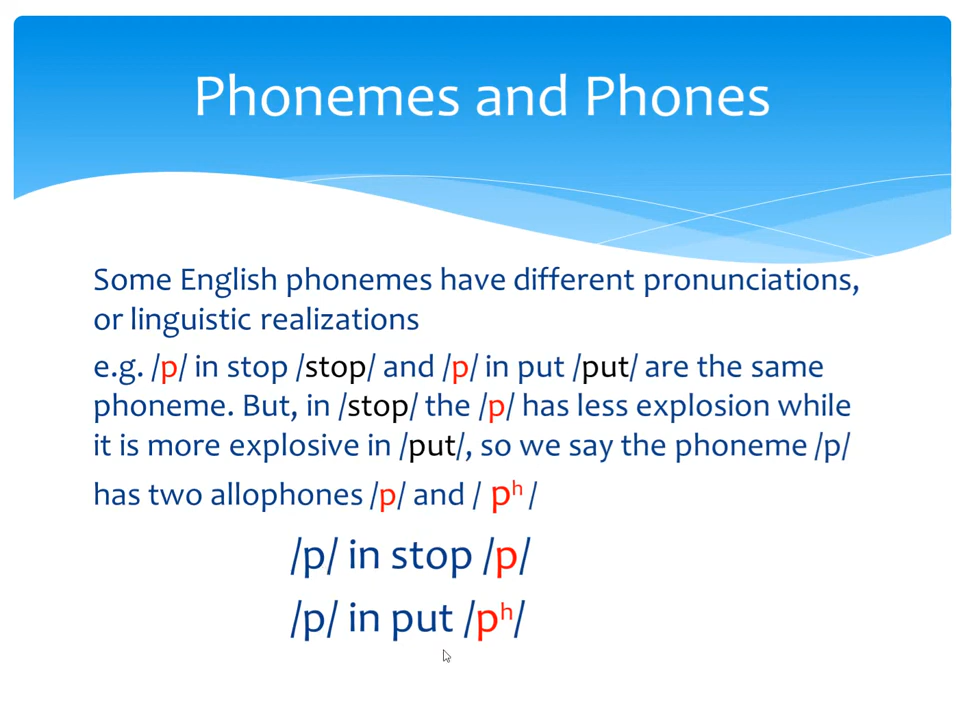 Phonemes and Phones
Some English phonemes have different pronunciations,
or linguistic realizations
e.g. /p/ in stop /stop/ and /p/ in put /put/ are the same
phoneme. But, in /stop/ the /p/ has less explosion while
it is more explosive in /put/, so we say the phoneme /p/
has two allophones /p/ and / pʰ /
/p/ in stop /p/
/p/ in put /pʰ/